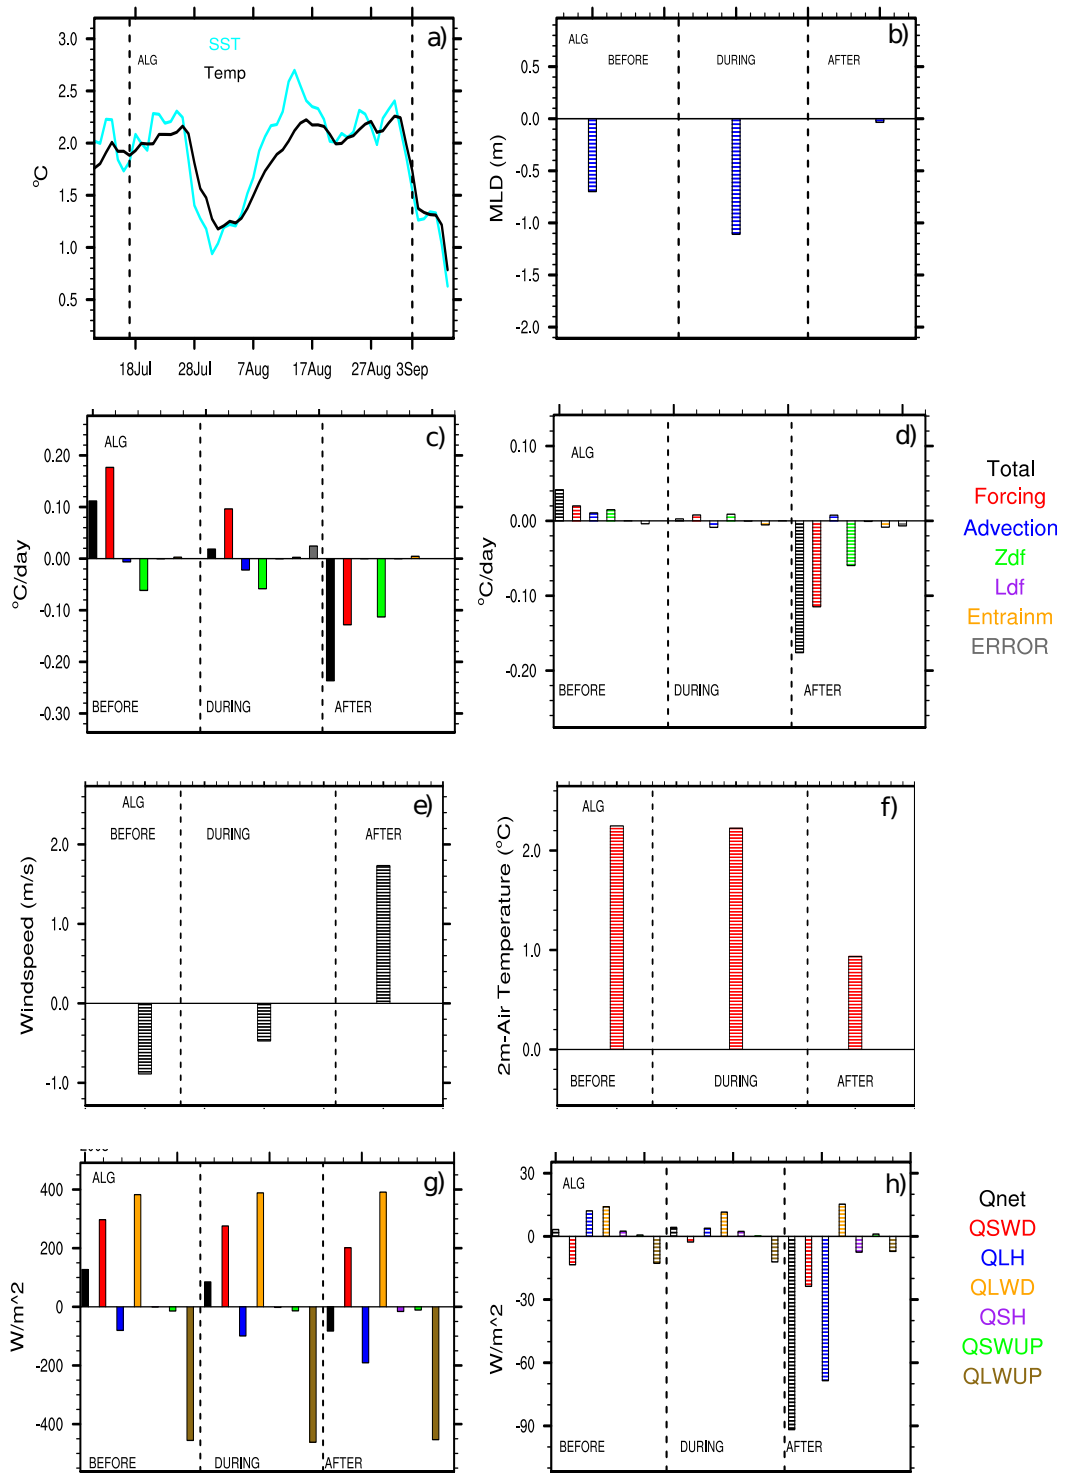 a)
ALG
SST
Temp
°C
3.0
2.5
2.0
1.5
1.0
0.5
18Jul 28Jul 7Aug 17Aug 27Aug 3Sep
b)
ALG
BEFORE DURING AFTER
MLD (m)
0.5
0.0
-0.5
-1.0
-1.5
-2.0
c)
ALG
°C/day
0.20
0.10
0.00
-0.10
-0.20
-0.30
BEFORE DURING AFTER
d)
ALG
°C/day
0.10
0.00
-0.10
-0.20
BEFORE DURING AFTER
Total
Forcing
Advection
Zdf
Ldf
Entrainm
ERROR
e)
ALG
BEFORE DURING AFTER
Windspeed (m/s)
2.0
1.0
0.0
-1.0
f)
ALG
2m-Air Temperature (°C)
2.0
1.0
0.0
BEFORE DURING AFTER
g)
ALG
W/m^2
400
200
0
-200
-400
BEFORE DURING AFTER
h)
ALG
W/m^2
30
0
-30
-60
-90
BEFORE DURING AFTER
Qnet
QSWD
QLH
QLWD
QSH
QSWUP
QLWUP